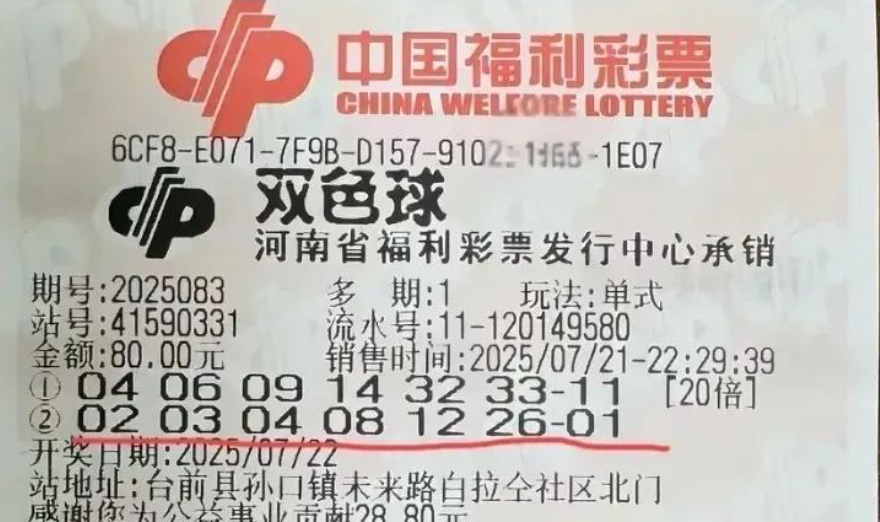 中国福利彩票
CHINA WELFORE LOTTERY
6CF8-E071-7F9B-D157-910 -1E07
双色球
河南省福利彩票发行中心承销
期号:2025083 多 期:1 玩法:单式
站号:41590331 流水号:11-120149580
金额:80.00元 销售时间:2025/07/21-22:29:39
① 04 06 09 14 32 33-11 [20倍]
② 02 03 04 08 12 26-01
开奖日期:2025/07/22
站地址:台前县孙口镇未来路白拉仝社区北门
感谢您为公益事业贡献28.80元